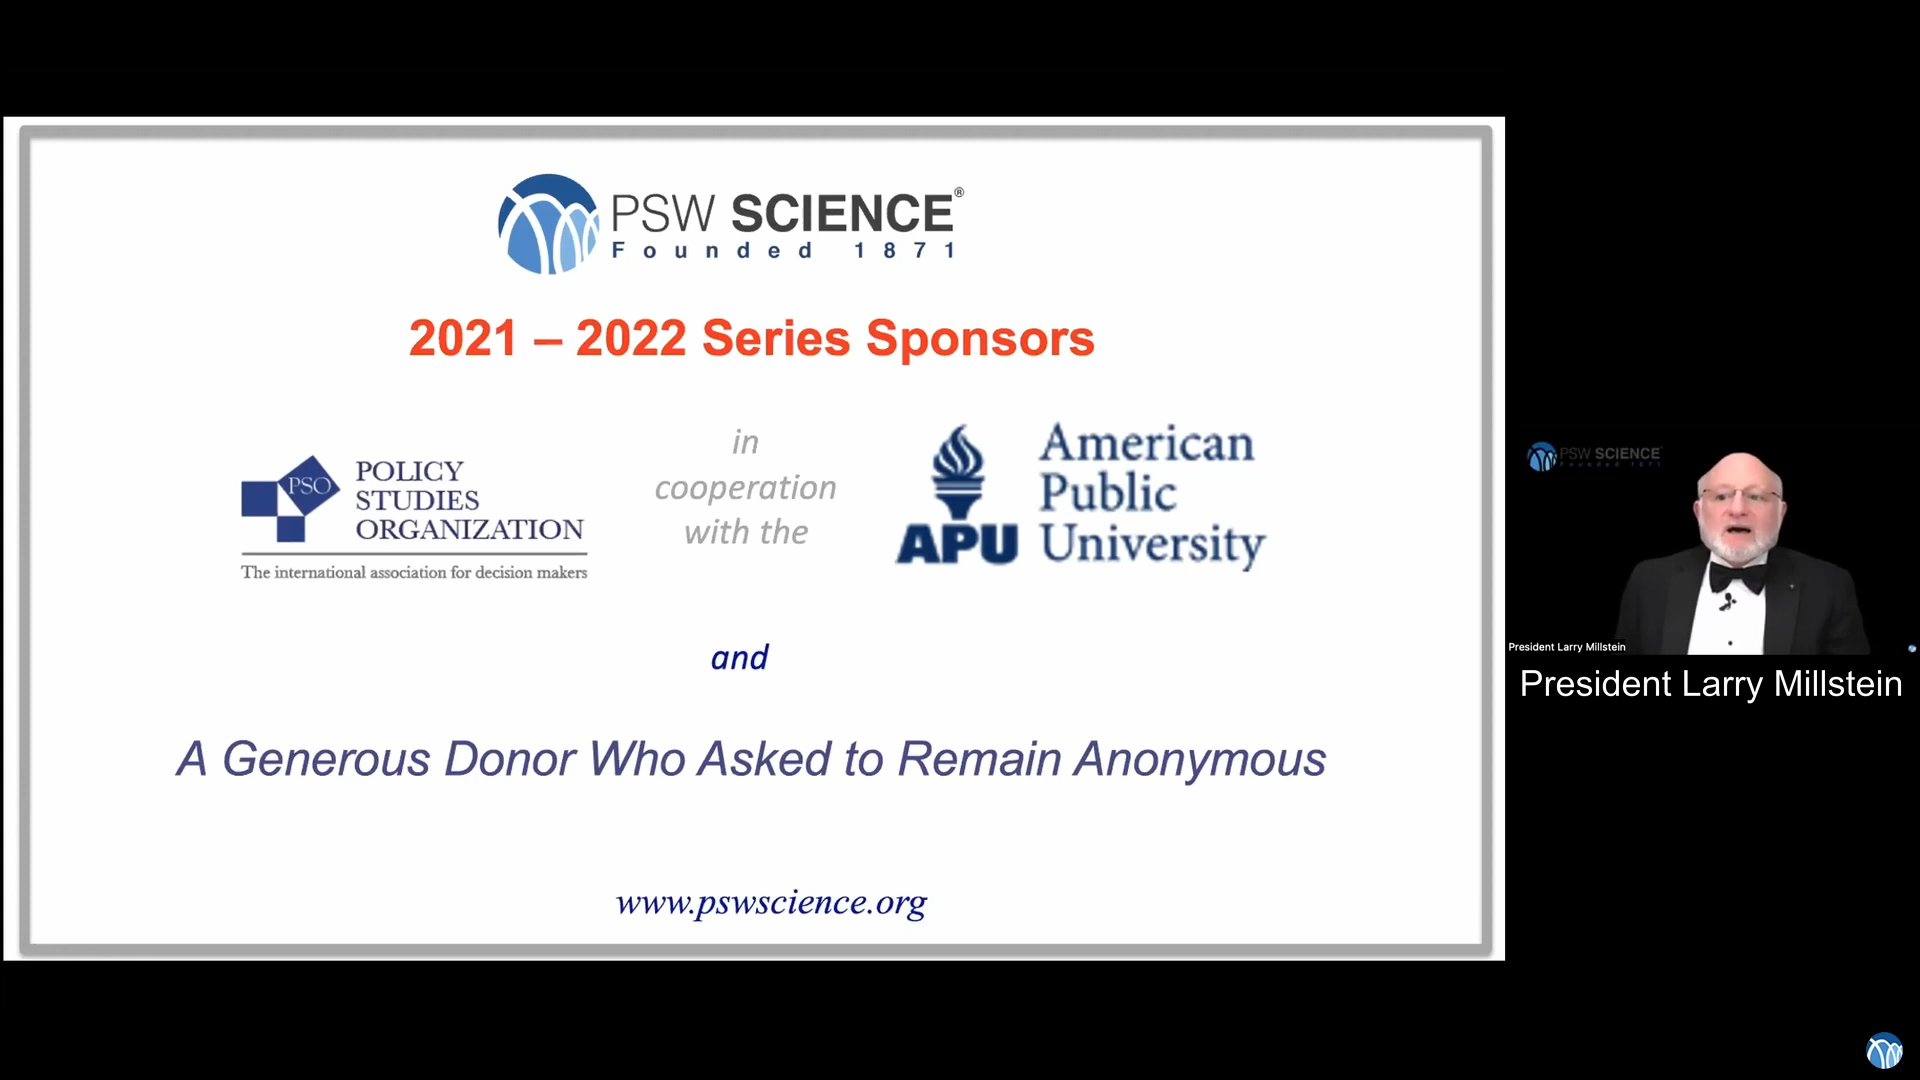 PSW SCIENCE®
Founded 1871
2021 – 2022 Series Sponsors
PSO
POLICY
STUDIES
ORGANIZATION
The international association for decision makers
in
cooperation
with the
APU
American
Public
University
and
A Generous Donor Who Asked to Remain Anonymous
www.pswscience.org
PSW SCIENCE
Founded 1871
President Larry Millstein
President Larry Millstein